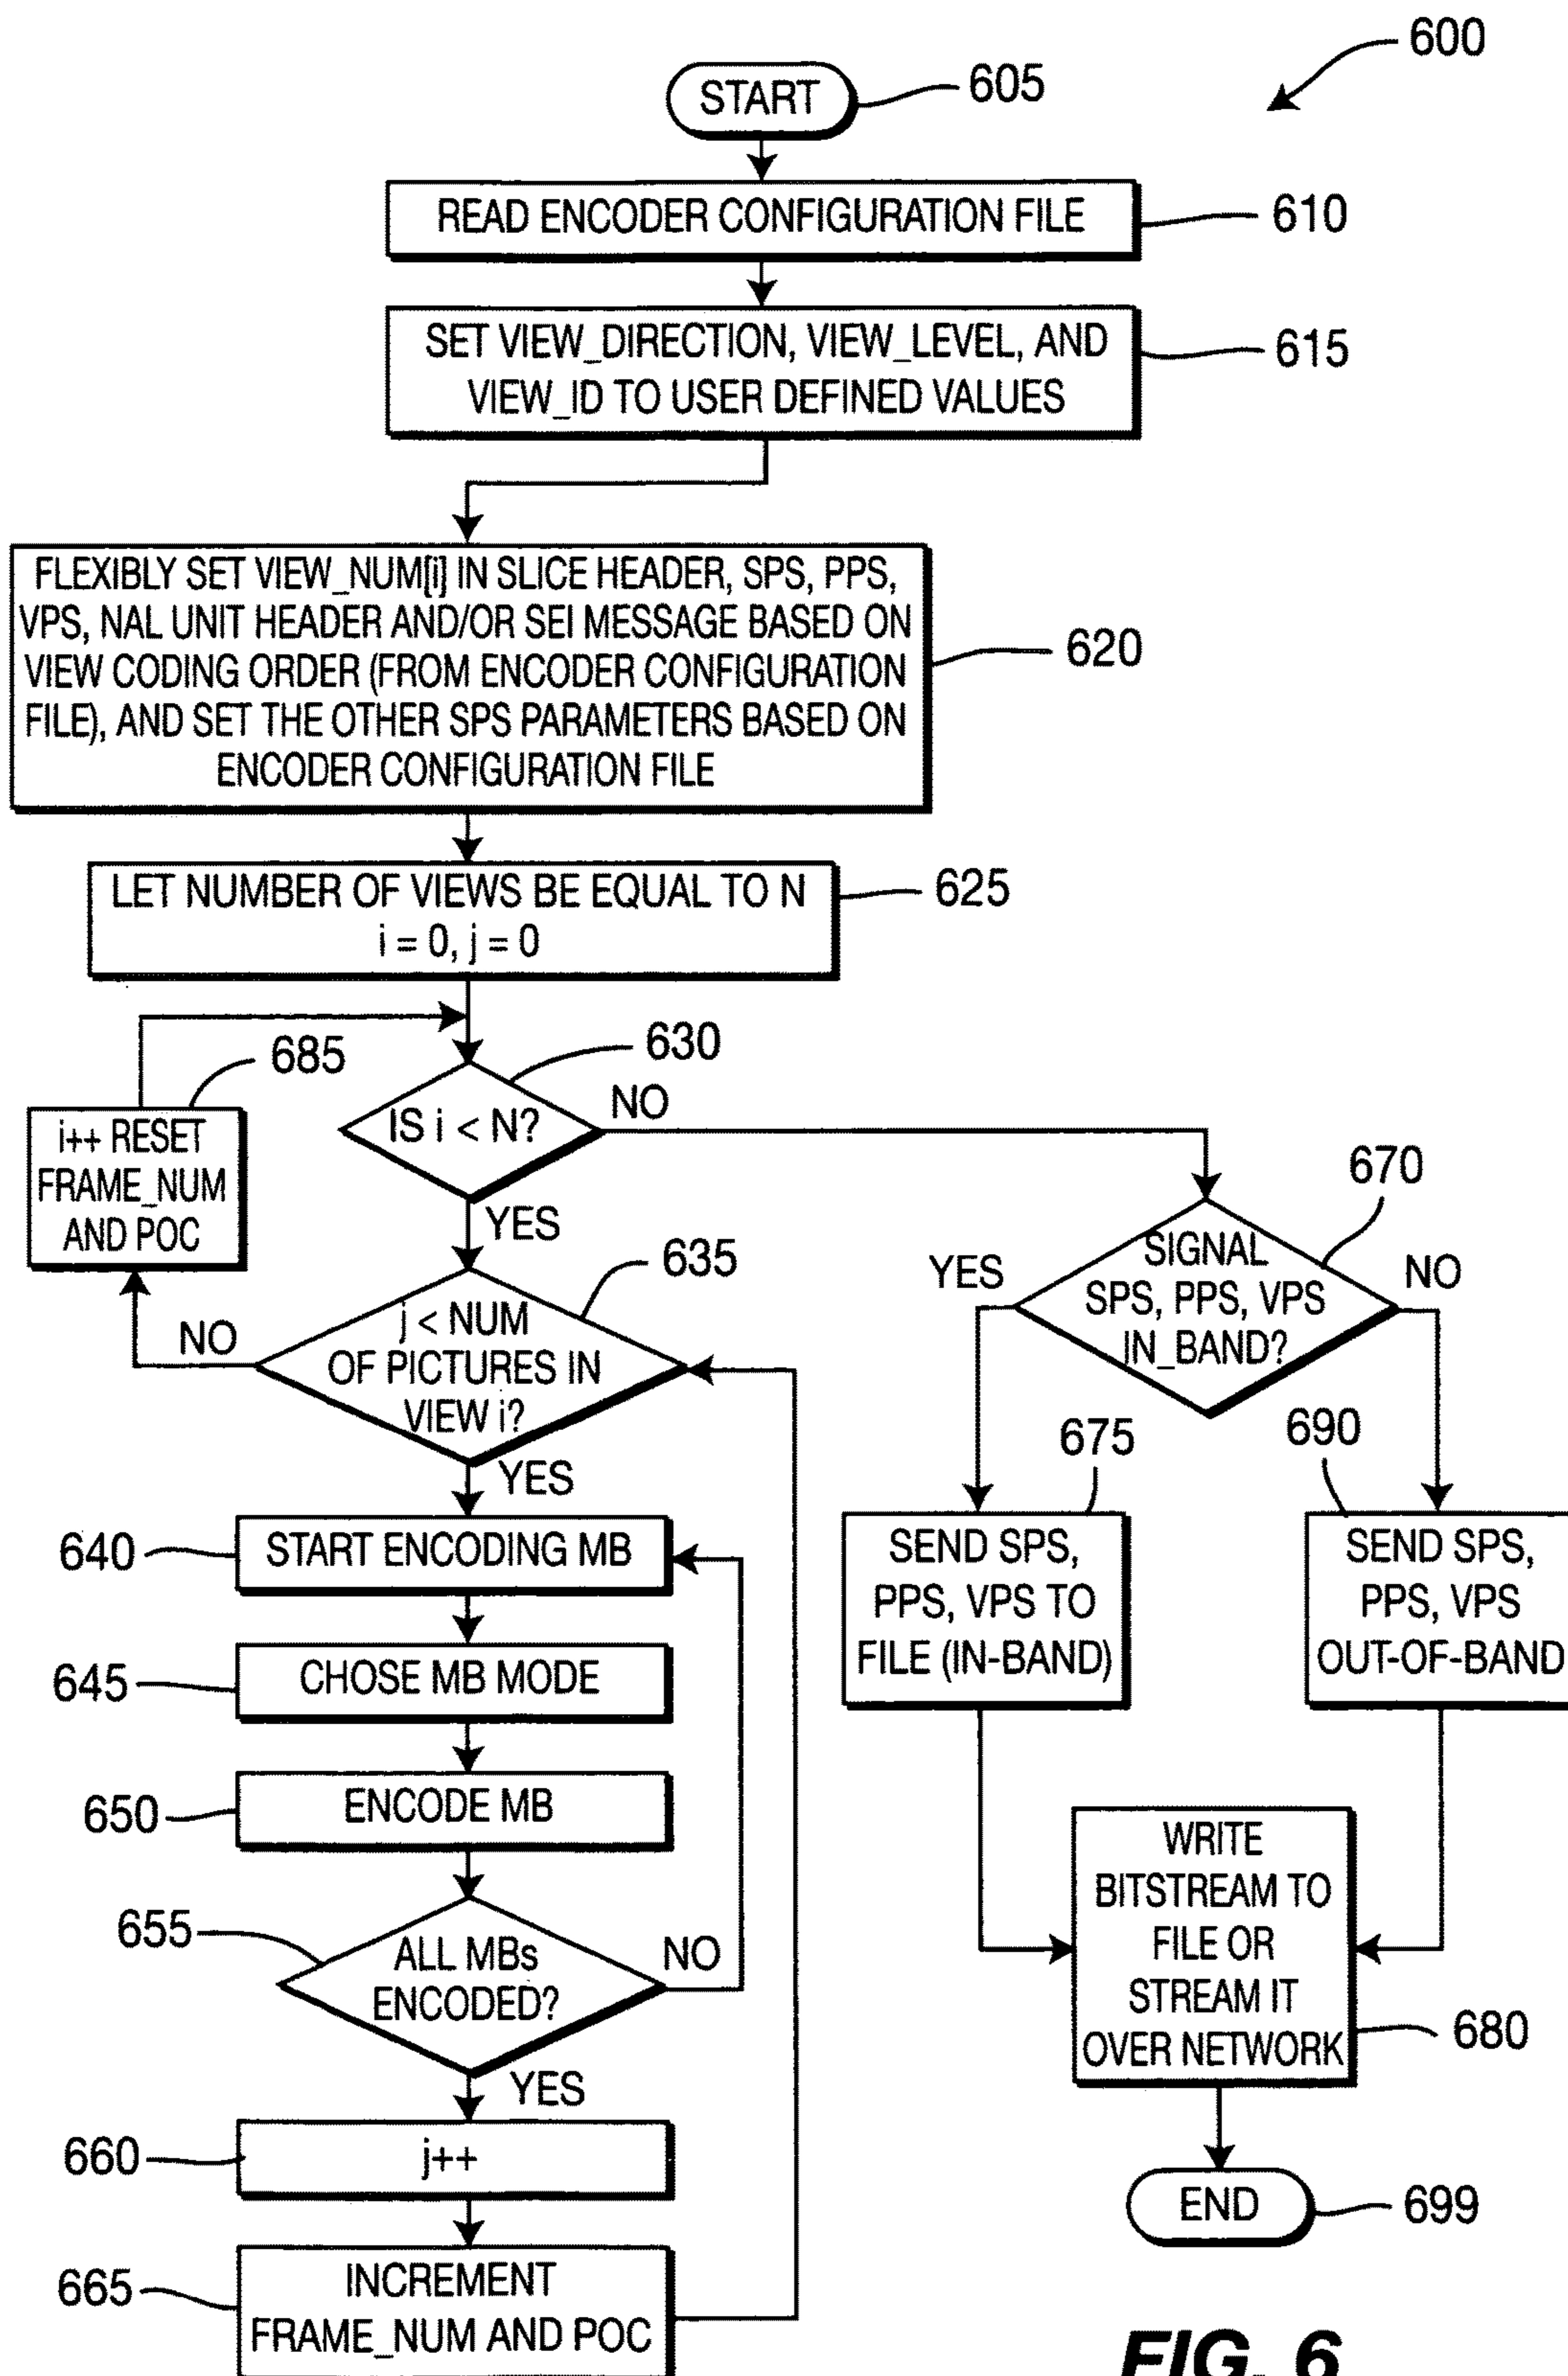 600
START
605
READ ENCODER CONFIGURATION FILE
610
SET VIEW_DIRECTION, VIEW_LEVEL, AND
VIEW_ID TO USER DEFINED VALUES
615
FLEXIBLY SET VIEW_NUM[i] IN SLICE HEADER, SPS, PPS,
VPS, NAL UNIT HEADER AND/OR SEI MESSAGE BASED ON
VIEW CODING ORDER (FROM ENCODER CONFIGURATION
FILE), AND SET THE OTHER SPS PARAMETERS BASED ON
ENCODER CONFIGURATION FILE
620
LET NUMBER OF VIEWS BE EQUAL TO N
i = 0, j = 0
625
685
i++ RESET
FRAME_NUM
AND POC
630
IS i < N?
NO
YES
635
j < NUM
OF PICTURES IN
VIEW i?
NO
YES
640
START ENCODING MB
645
CHOSE MB MODE
650
ENCODE MB
655
ALL MBs
ENCODED?
NO
YES
660
j++
665
INCREMENT
FRAME_NUM AND POC
670
SIGNAL
SPS, PPS, VPS
IN_BAND?
YES
NO
675
SEND SPS,
PPS, VPS TO
FILE (IN-BAND)
690
SEND SPS,
PPS, VPS
OUT-OF-BAND
WRITE
BITSTREAM TO
FILE OR
STREAM IT
OVER NETWORK
680
END
699
FIG. 6